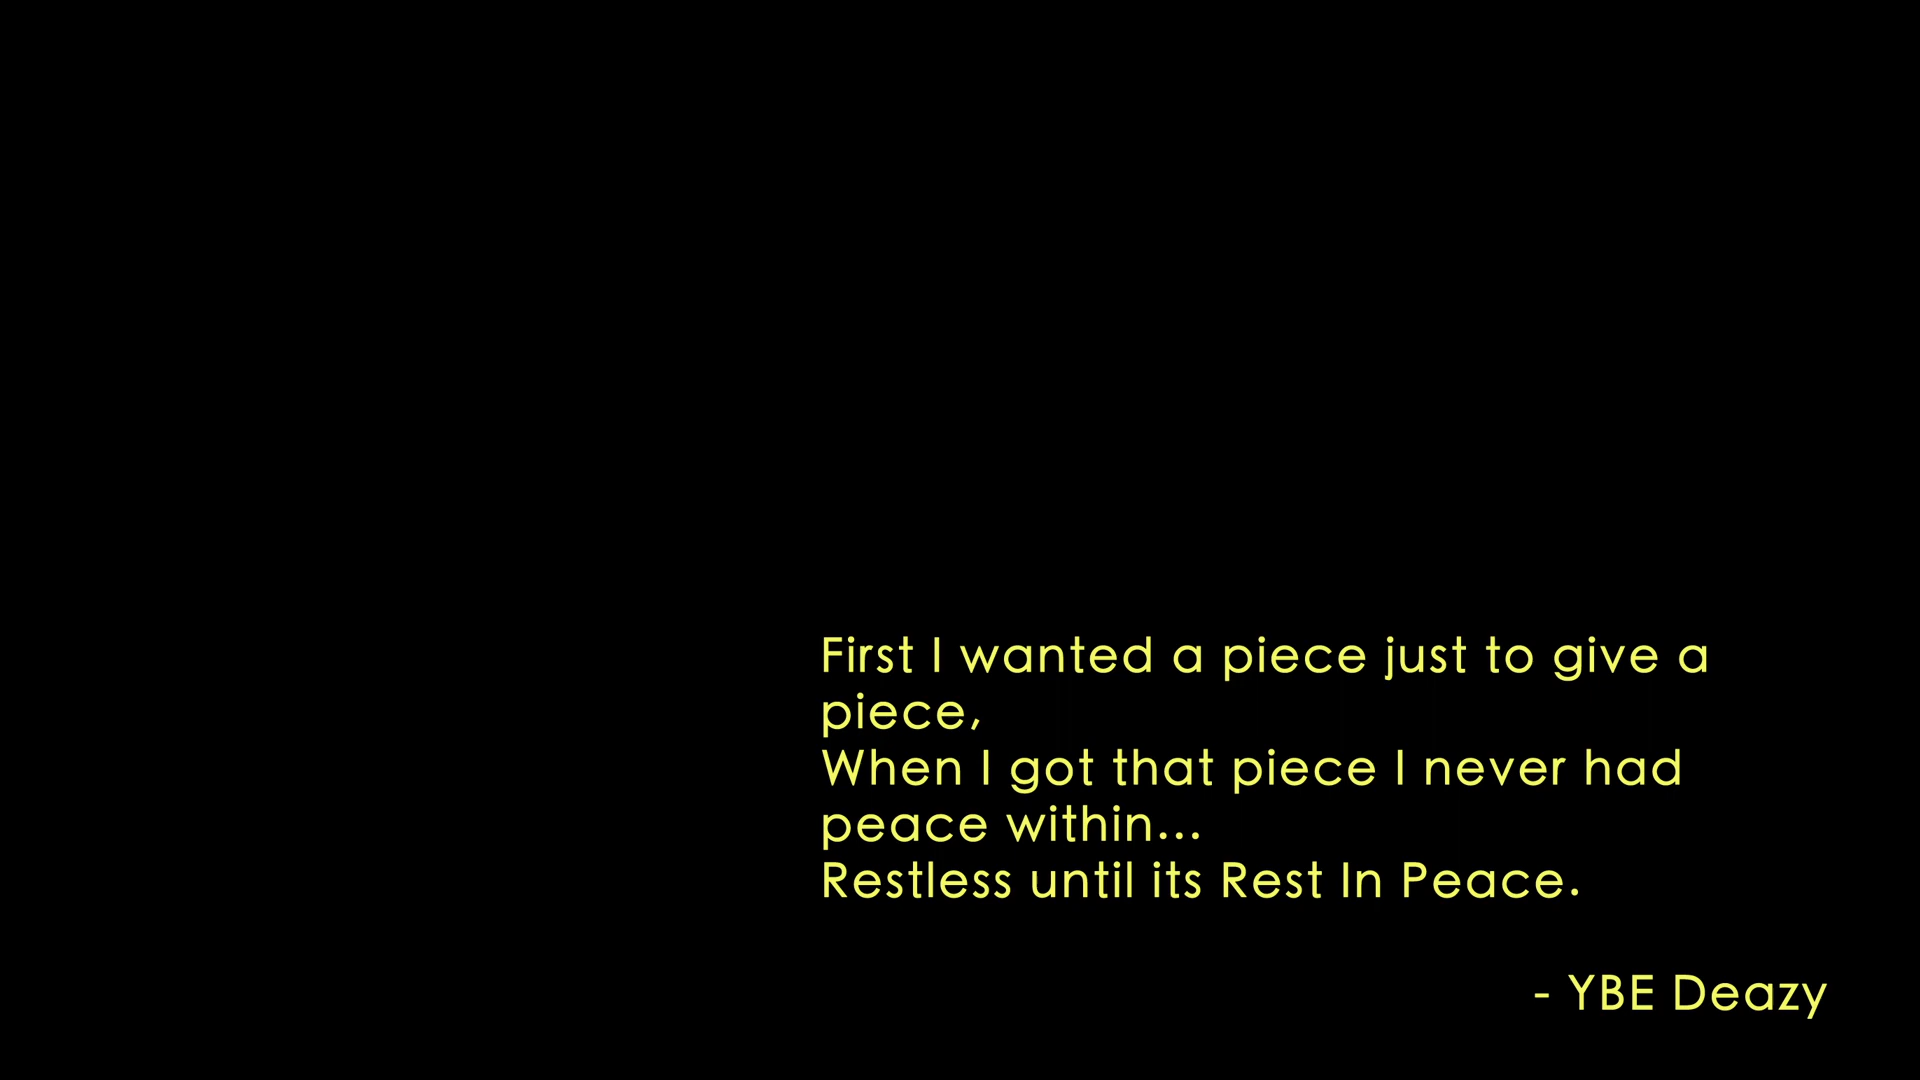 First I wanted a piece just to give a
piece,
When I got that piece I never had
peace within...
Restless until its Rest In Peace.
- YBE Deazy